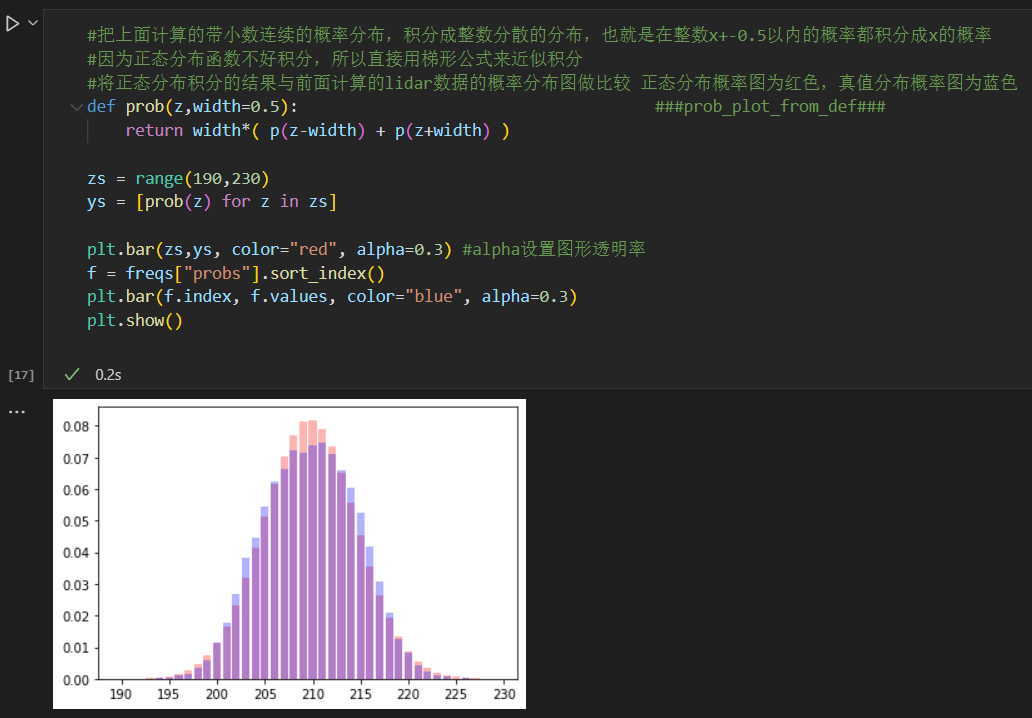 #把上面计算的带小数连续的概率分布，积分成整数分散的分布，也就是在整数x+-0.5以内的概率都积分成x的概率
#因为正态分布函数不好积分，所以直接用梯形公式来近似积分
#将正态分布积分的结果与前面计算的lidar数据的概率分布图做比较 正态分布概率图为红色，真值分布概率图为蓝色
def prob(z,width=0.5): ###prob_plot_from_def###
return width*( p(z-width) + p(z+width) )
zs = range(190,230)
ys = [prob(z) for z in zs]
plt.bar(zs,ys, color="red", alpha=0.3) #alpha设置图形透明率
f = freqs["probs"].sort_index()
plt.bar(f.index, f.values, color="blue", alpha=0.3)
plt.show()
[17] 0.2s
0.08
0.07
0.06
0.05
0.04
0.03
0.02
0.01
0.00
190 195 200 205 210 215 220 225 230